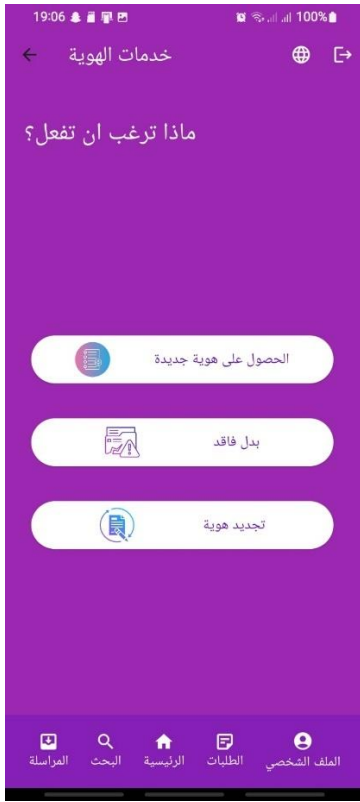 19:06
100%
خدمات الهوية
ماذا ترغب ان تفعل؟
الحصول على هوية جديدة
بدل فاقد
تجديد هوية
الملف الشخصي
الطلبات
الرئيسية
البحث
المراسلة